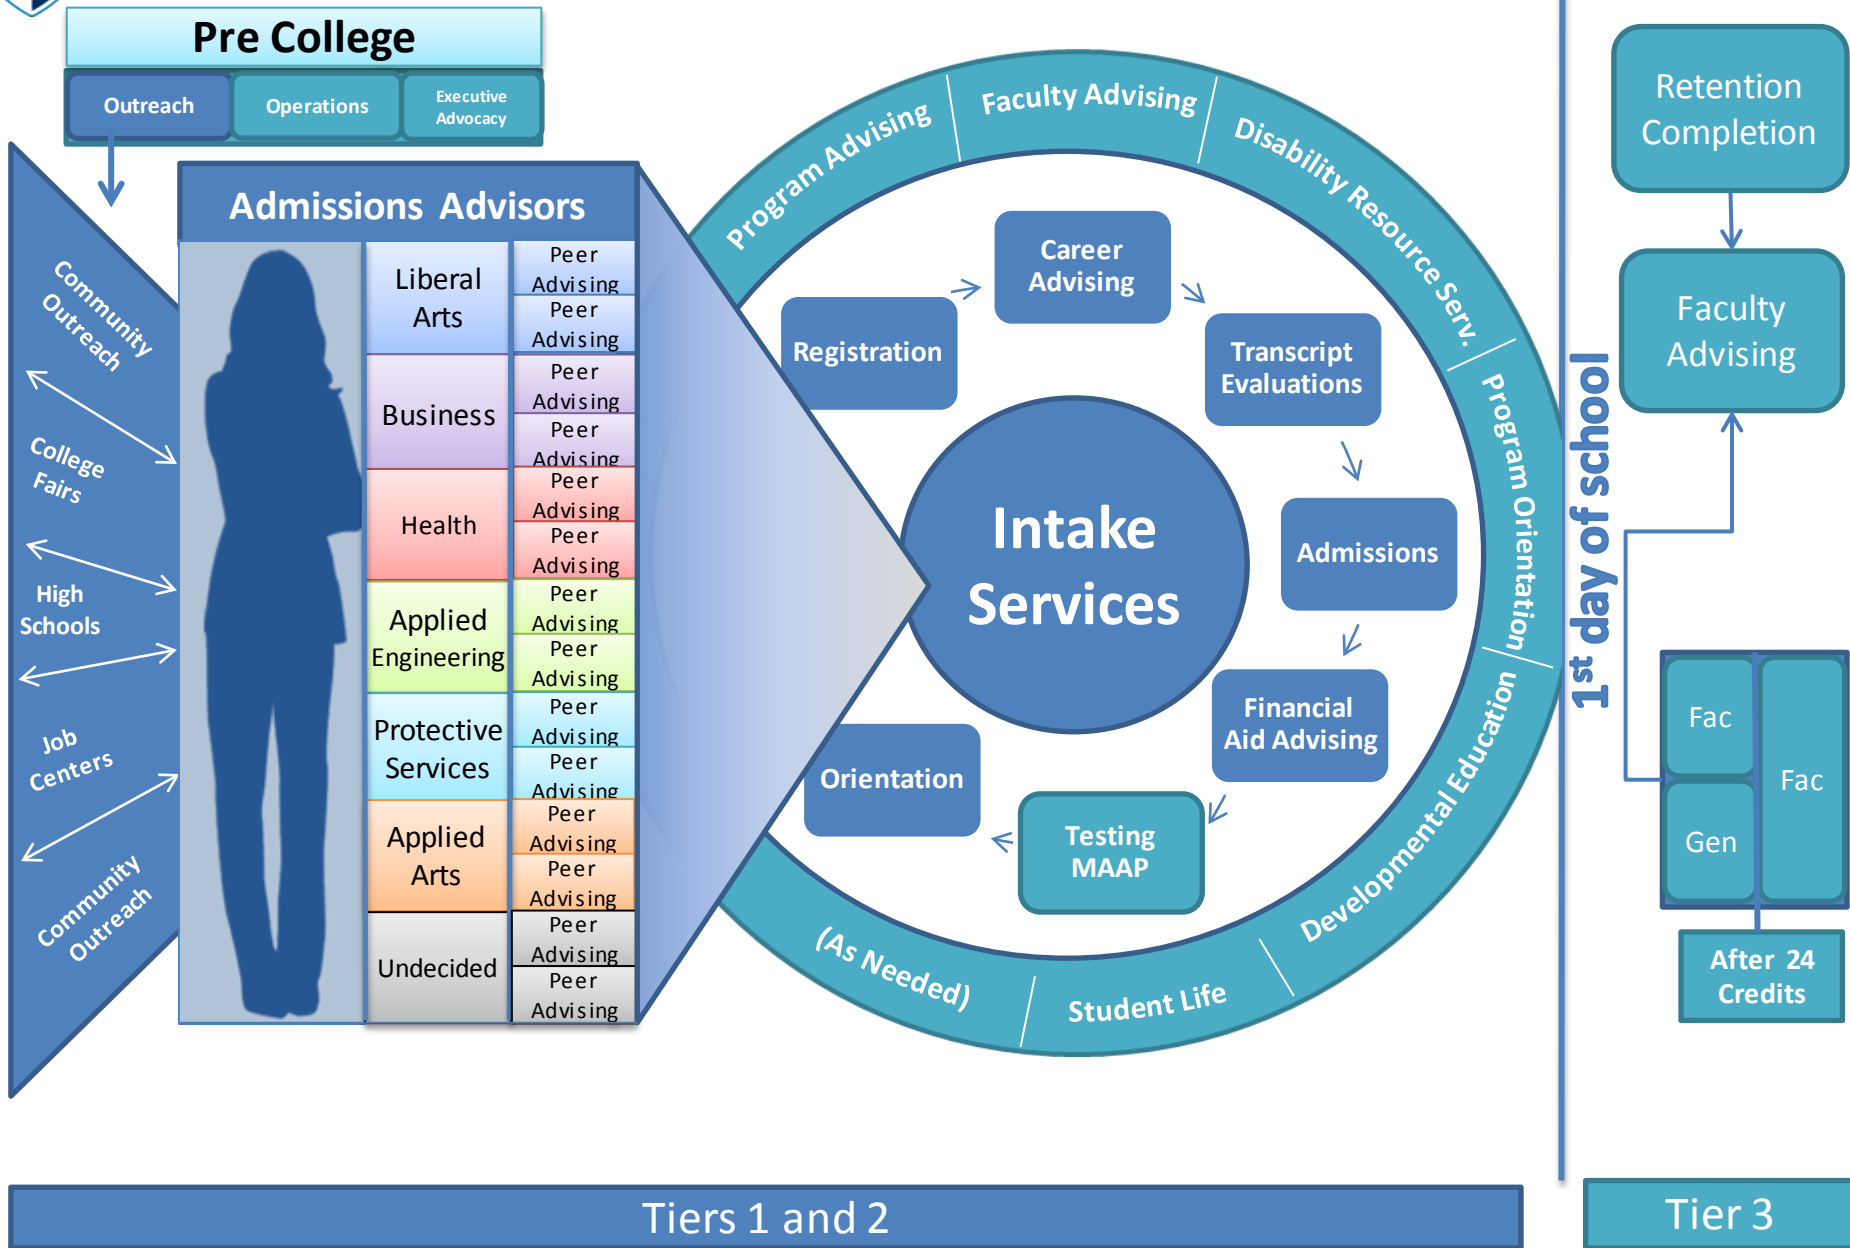 Pre College
Outreach
Operations
Executive
Advocacy
Community
Outreach
College
Fairs
High
Schools
Job
Centers
Community
Outreach
Admissions Advisors
Liberal
Arts
Peer
Advising
Peer
Advising
Business
Peer
Advising
Peer
Advising
Health
Peer
Advising
Peer
Advising
Applied
Engineering
Peer
Advising
Peer
Advising
Protective
Services
Peer
Advising
Peer
Advising
Applied
Arts
Peer
Advising
Peer
Advising
Undecided
Peer
Advising
Peer
Advising
Program Advising
Faculty Advising
Disability Resource Serv.
Program Orientation
Developmental Education
Student Life
(As Needed)
Registration
Career
Advising
Transcript
Evaluations
Admissions
Financial
Aid Advising
Testing
MAAP
Orientation
Intake
Services
1st day of school
Retention
Completion
Faculty
Advising
Fac
Gen
Fac
After 24
Credits
Tiers 1 and 2
Tier 3